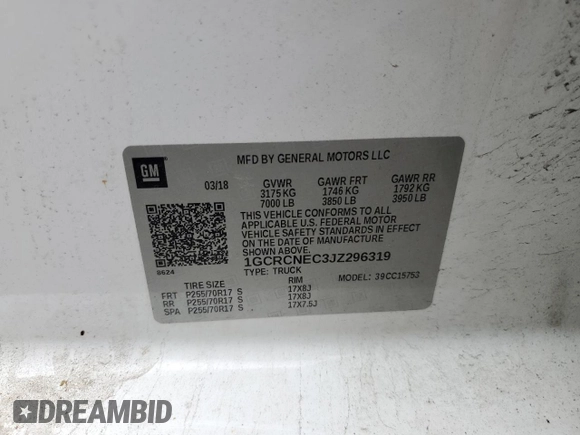 GM
MFD BY GENERAL MOTORS LLC
03/18 GVWR GAWR FRT GAWR RR
3175 KG 1746 KG 1792 KG
7000 LB 3850 LB 3950 LB
THIS VEHICLE CONFORMS TO ALL
APPLICABLE U.S. FEDERAL MOTOR
VEHICLE SAFETY STANDARDS IN EFFECT
ON THE DATE OF MANUFACTURE
SHOWN ABOVE.
1GCRCNEC3JZ296319
8624 TYPE: TRUCK MODEL: 39CC15753
TIRE SIZE RIM
FRT P255/70R17 S 17X8J
RR P255/70R17 S 17X8J
SPA P255/70R17 S 17X7.5J
DREAMBID